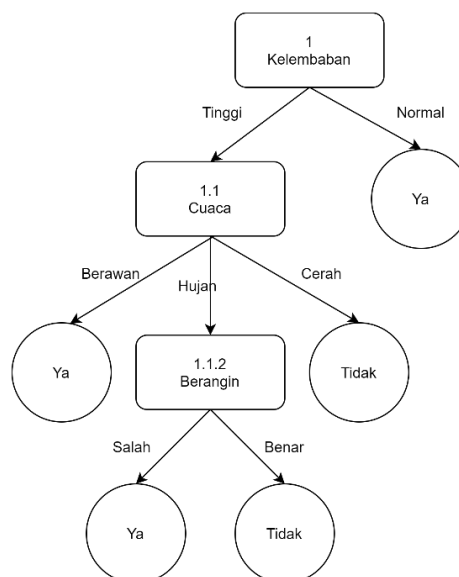 1
Kelembaban
Tinggi
Normal
1.1
Cuaca
Ya
Berawan
Hujan
Cerah
Ya
1.1.2
Berangin
Tidak
Salah
Benar
Ya
Tidak